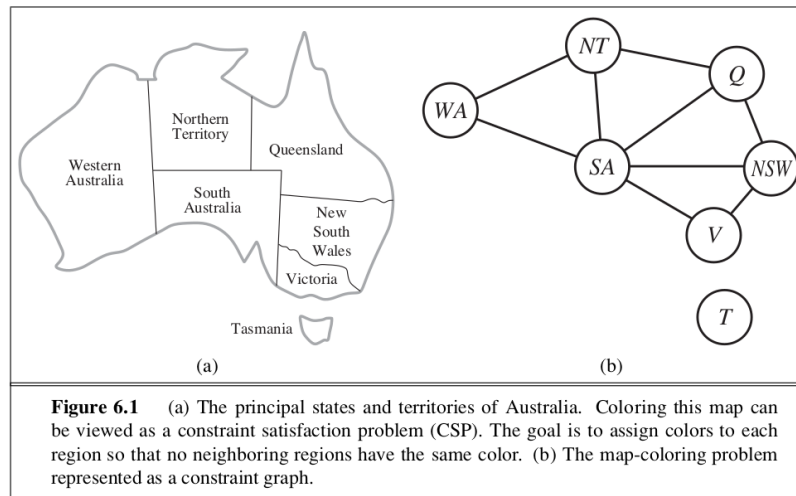 Northern
Territory
Western
Australia
Queensland
South
Australia
New
South
Wales
Victoria
Tasmania
(a)
NT
Q
WA
SA
NSW
V
T
(b)
Figure 6.1 (a) The principal states and territories of Australia. Coloring this map can
be viewed as a constraint satisfaction problem (CSP). The goal is to assign colors to each
region so that no neighboring regions have the same color. (b) The map-coloring problem
represented as a constraint graph.